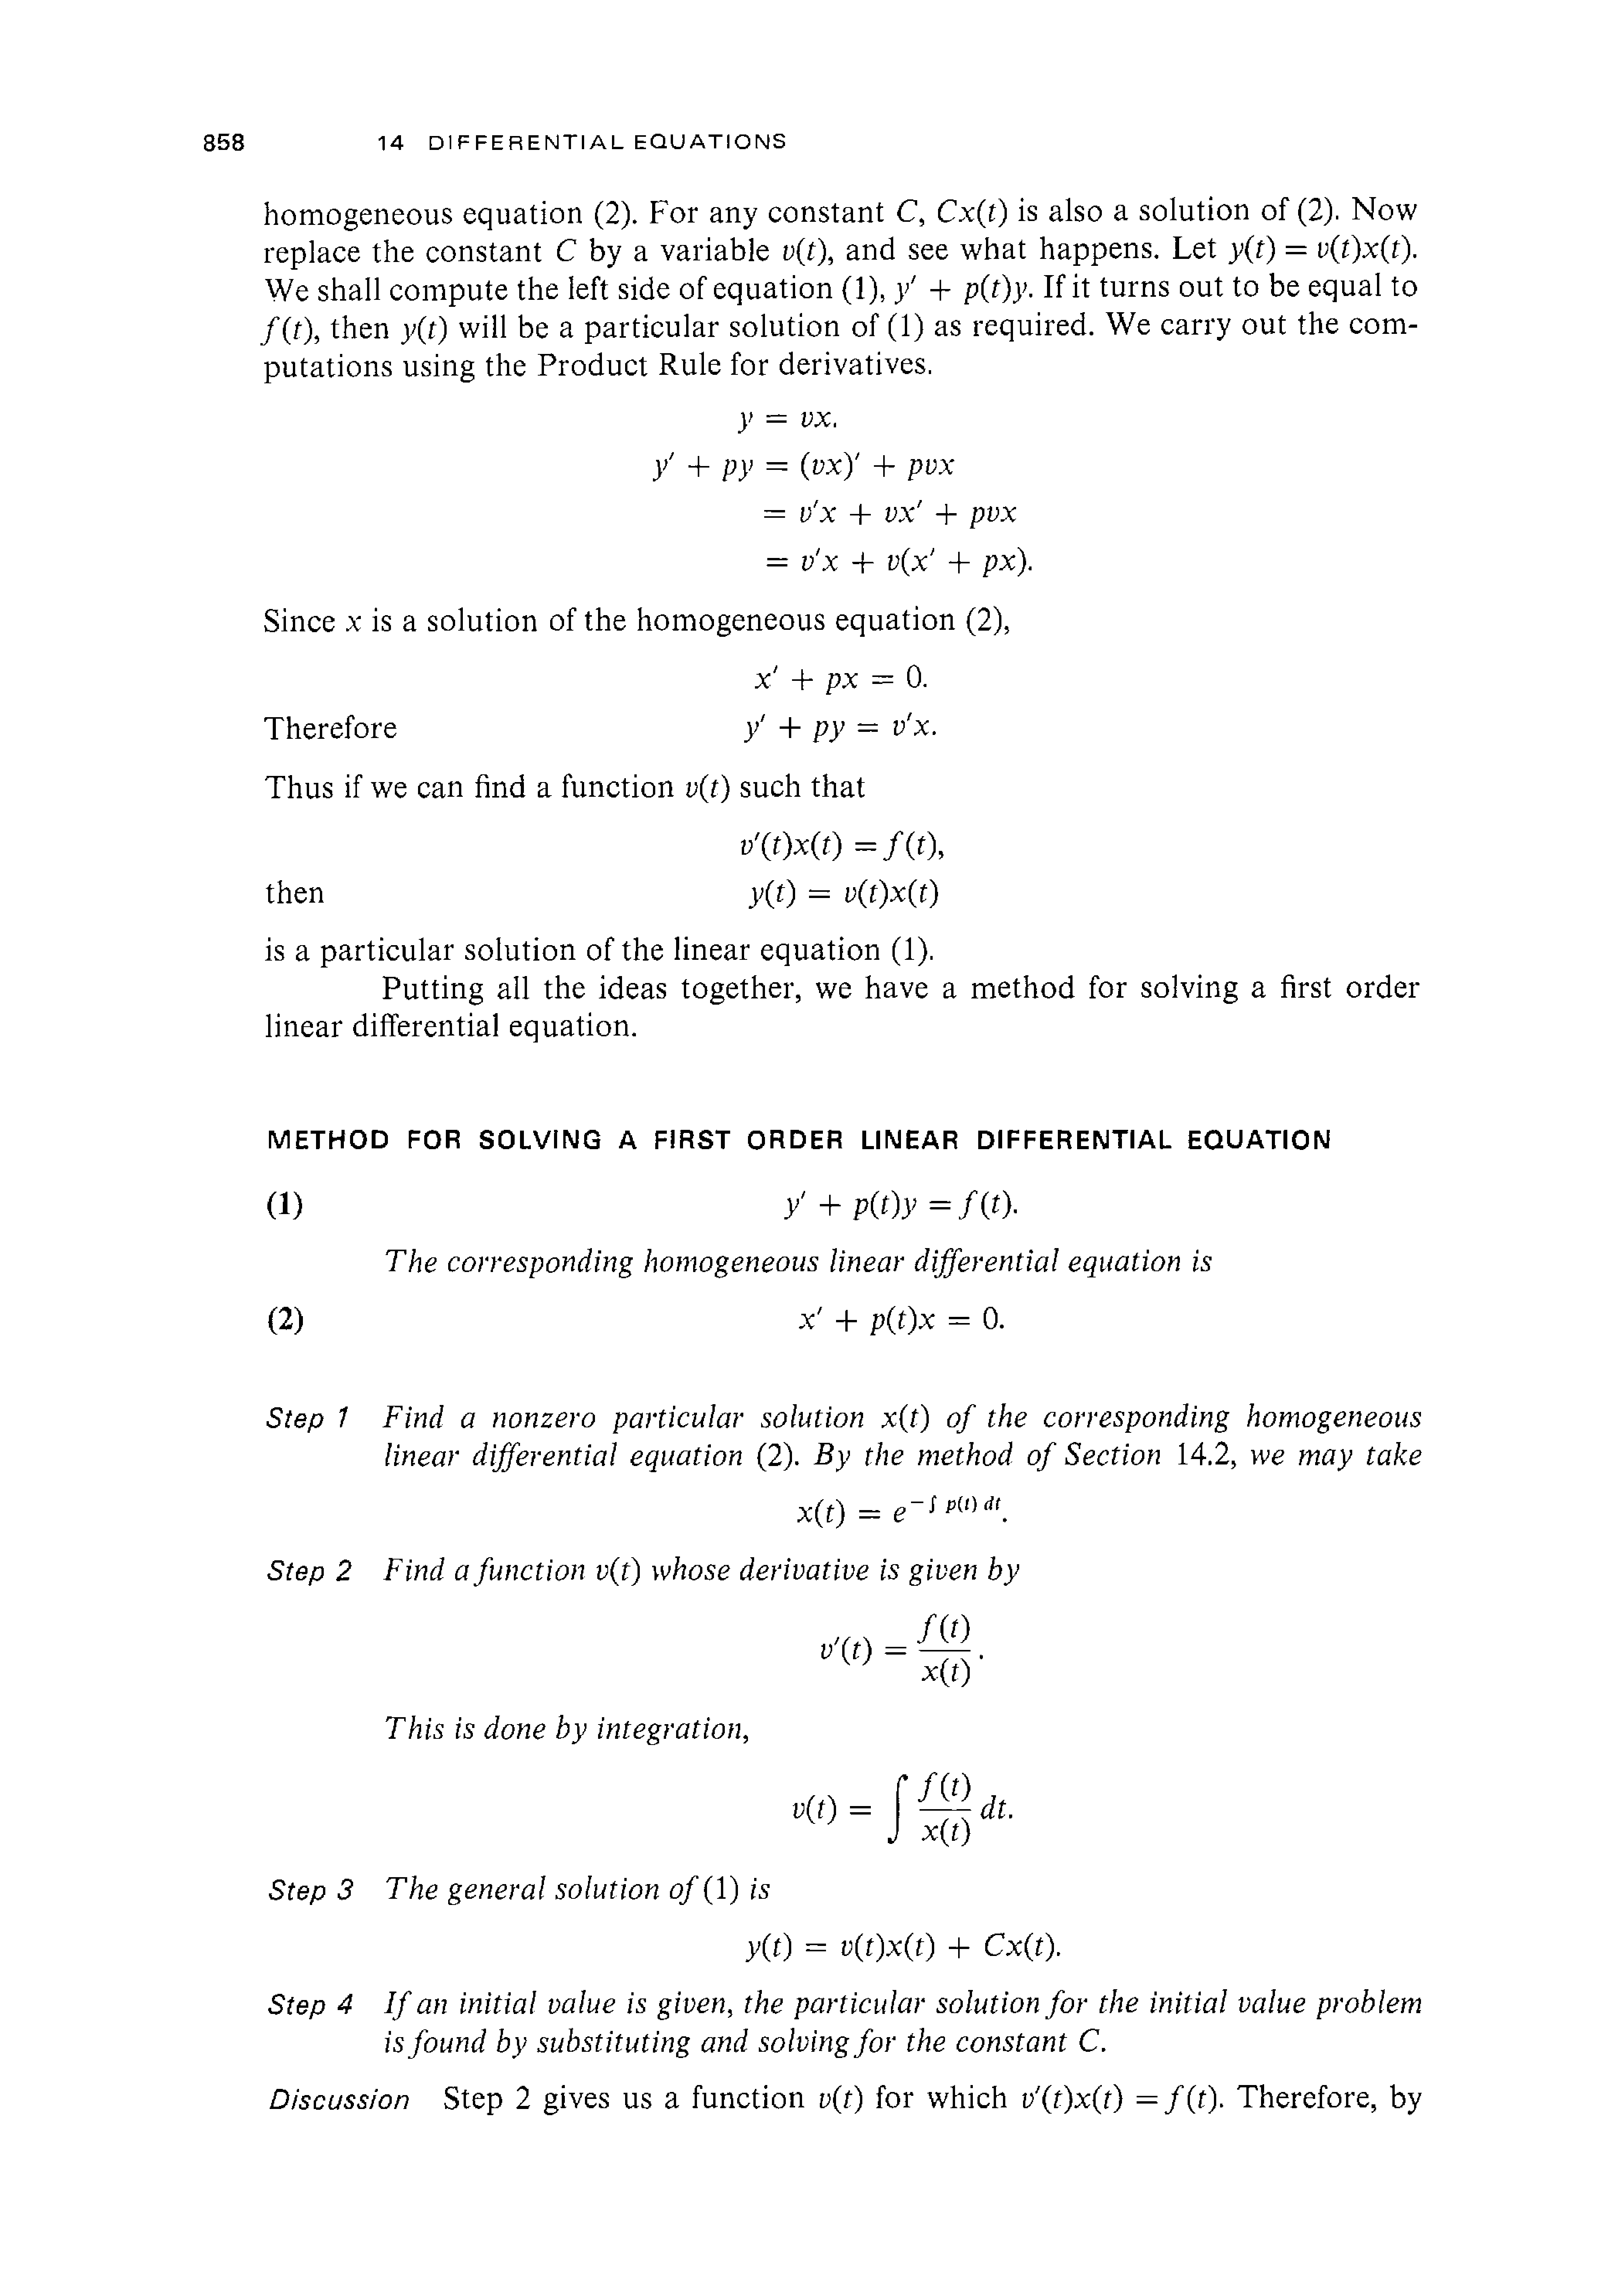 858 14 DIFFERENTIAL EQUATIONS
homogeneous equation (2). For any constant C, Cx(t) is also a solution of (2). Now
replace the constant C by a variable v(t), and see what happens. Let y(t) = v(t)x(t).
We shall compute the left side of equation (1), y′ + p(t)y. If it turns out to be equal to
f(t), then y(t) will be a particular solution of (1) as required. We carry out the com-
putations using the Product Rule for derivatives.
y = vx.
y′ + py = (vx)′ + pvx
= v′x + vx′ + pvx
= v′x + v(x′ + px).
Since x is a solution of the homogeneous equation (2),
x′ + px = 0.
Therefore y′ + py = v′x.
Thus if we can find a function v(t) such that
v′(t)x(t) = f(t),
then y(t) = v(t)x(t)
is a particular solution of the linear equation (1).
Putting all the ideas together, we have a method for solving a first order
linear differential equation.
METHOD FOR SOLVING A FIRST ORDER LINEAR DIFFERENTIAL EQUATION
(1) y′ + p(t)y = f(t).
The corresponding homogeneous linear differential equation is
(2) x′ + p(t)x = 0.
Step 1 Find a nonzero particular solution x(t) of the corresponding homogeneous
linear differential equation (2). By the method of Section 14.2, we may take
x(t) = e^{−∫ p(t) dt}.
Step 2 Find a function v(t) whose derivative is given by
v′(t) = f(t)/x(t).
This is done by integration,
v(t) = ∫ f(t)/x(t) dt.
Step 3 The general solution of (1) is
y(t) = v(t)x(t) + Cx(t).
Step 4 If an initial value is given, the particular solution for the initial value problem
is found by substituting and solving for the constant C.
Discussion Step 2 gives us a function v(t) for which v′(t)x(t) = f(t). Therefore, by